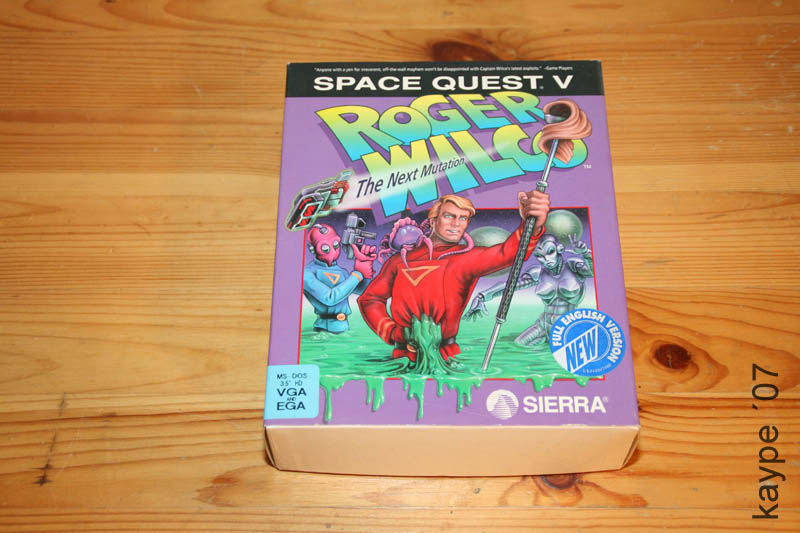 "Anyone with a yen for irreverent, off-the-wall mayhem won't be disappointed with Captain Wilco's latest exploits." -Game Players
SPACE QUEST® V
ROGER
WILCO™
The Next Mutation
FULL ENGLISH VERSION
NEW
MS-DOS
3.5" HD
VGA
AND
EGA
SIERRA®
kaype ´07